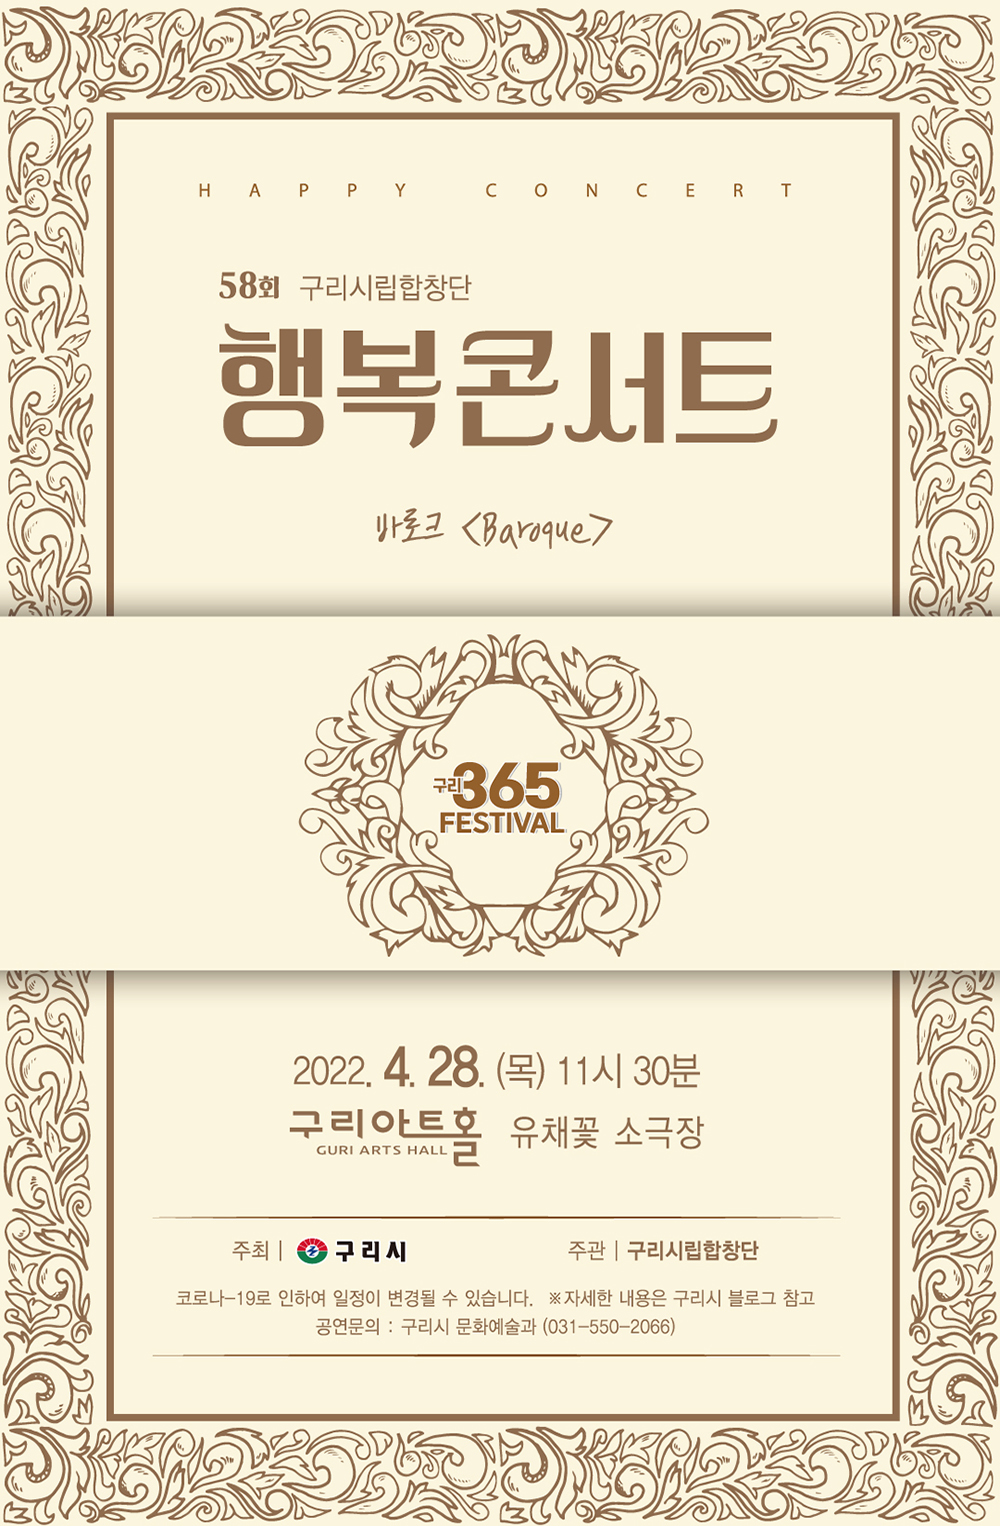 HAPPY CONCERT
58회 구리시립합창단
행복콘서트
바로크 <Baroque>
구리 365
FESTIVAL
2022. 4. 28. (목) 11시 30분
구리아트홀 유채꽃 소극장
GURI ARTS HALL
주최 | 구리시 주관 | 구리시립합창단
코로나-19로 인하여 일정이 변경될 수 있습니다. ※자세한 내용은 구리시 블로그 참고
공연문의 : 구리시 문화예술과 (031-550-2066)